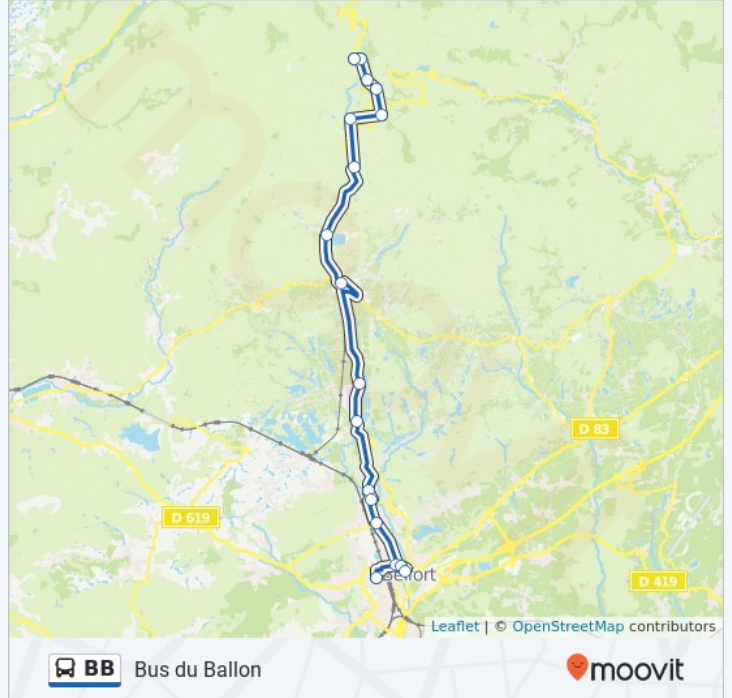 D 83
D 619
Belfort
D 419
Leaflet | © OpenStreetMap contributors
BB Bus du Ballon
moovit